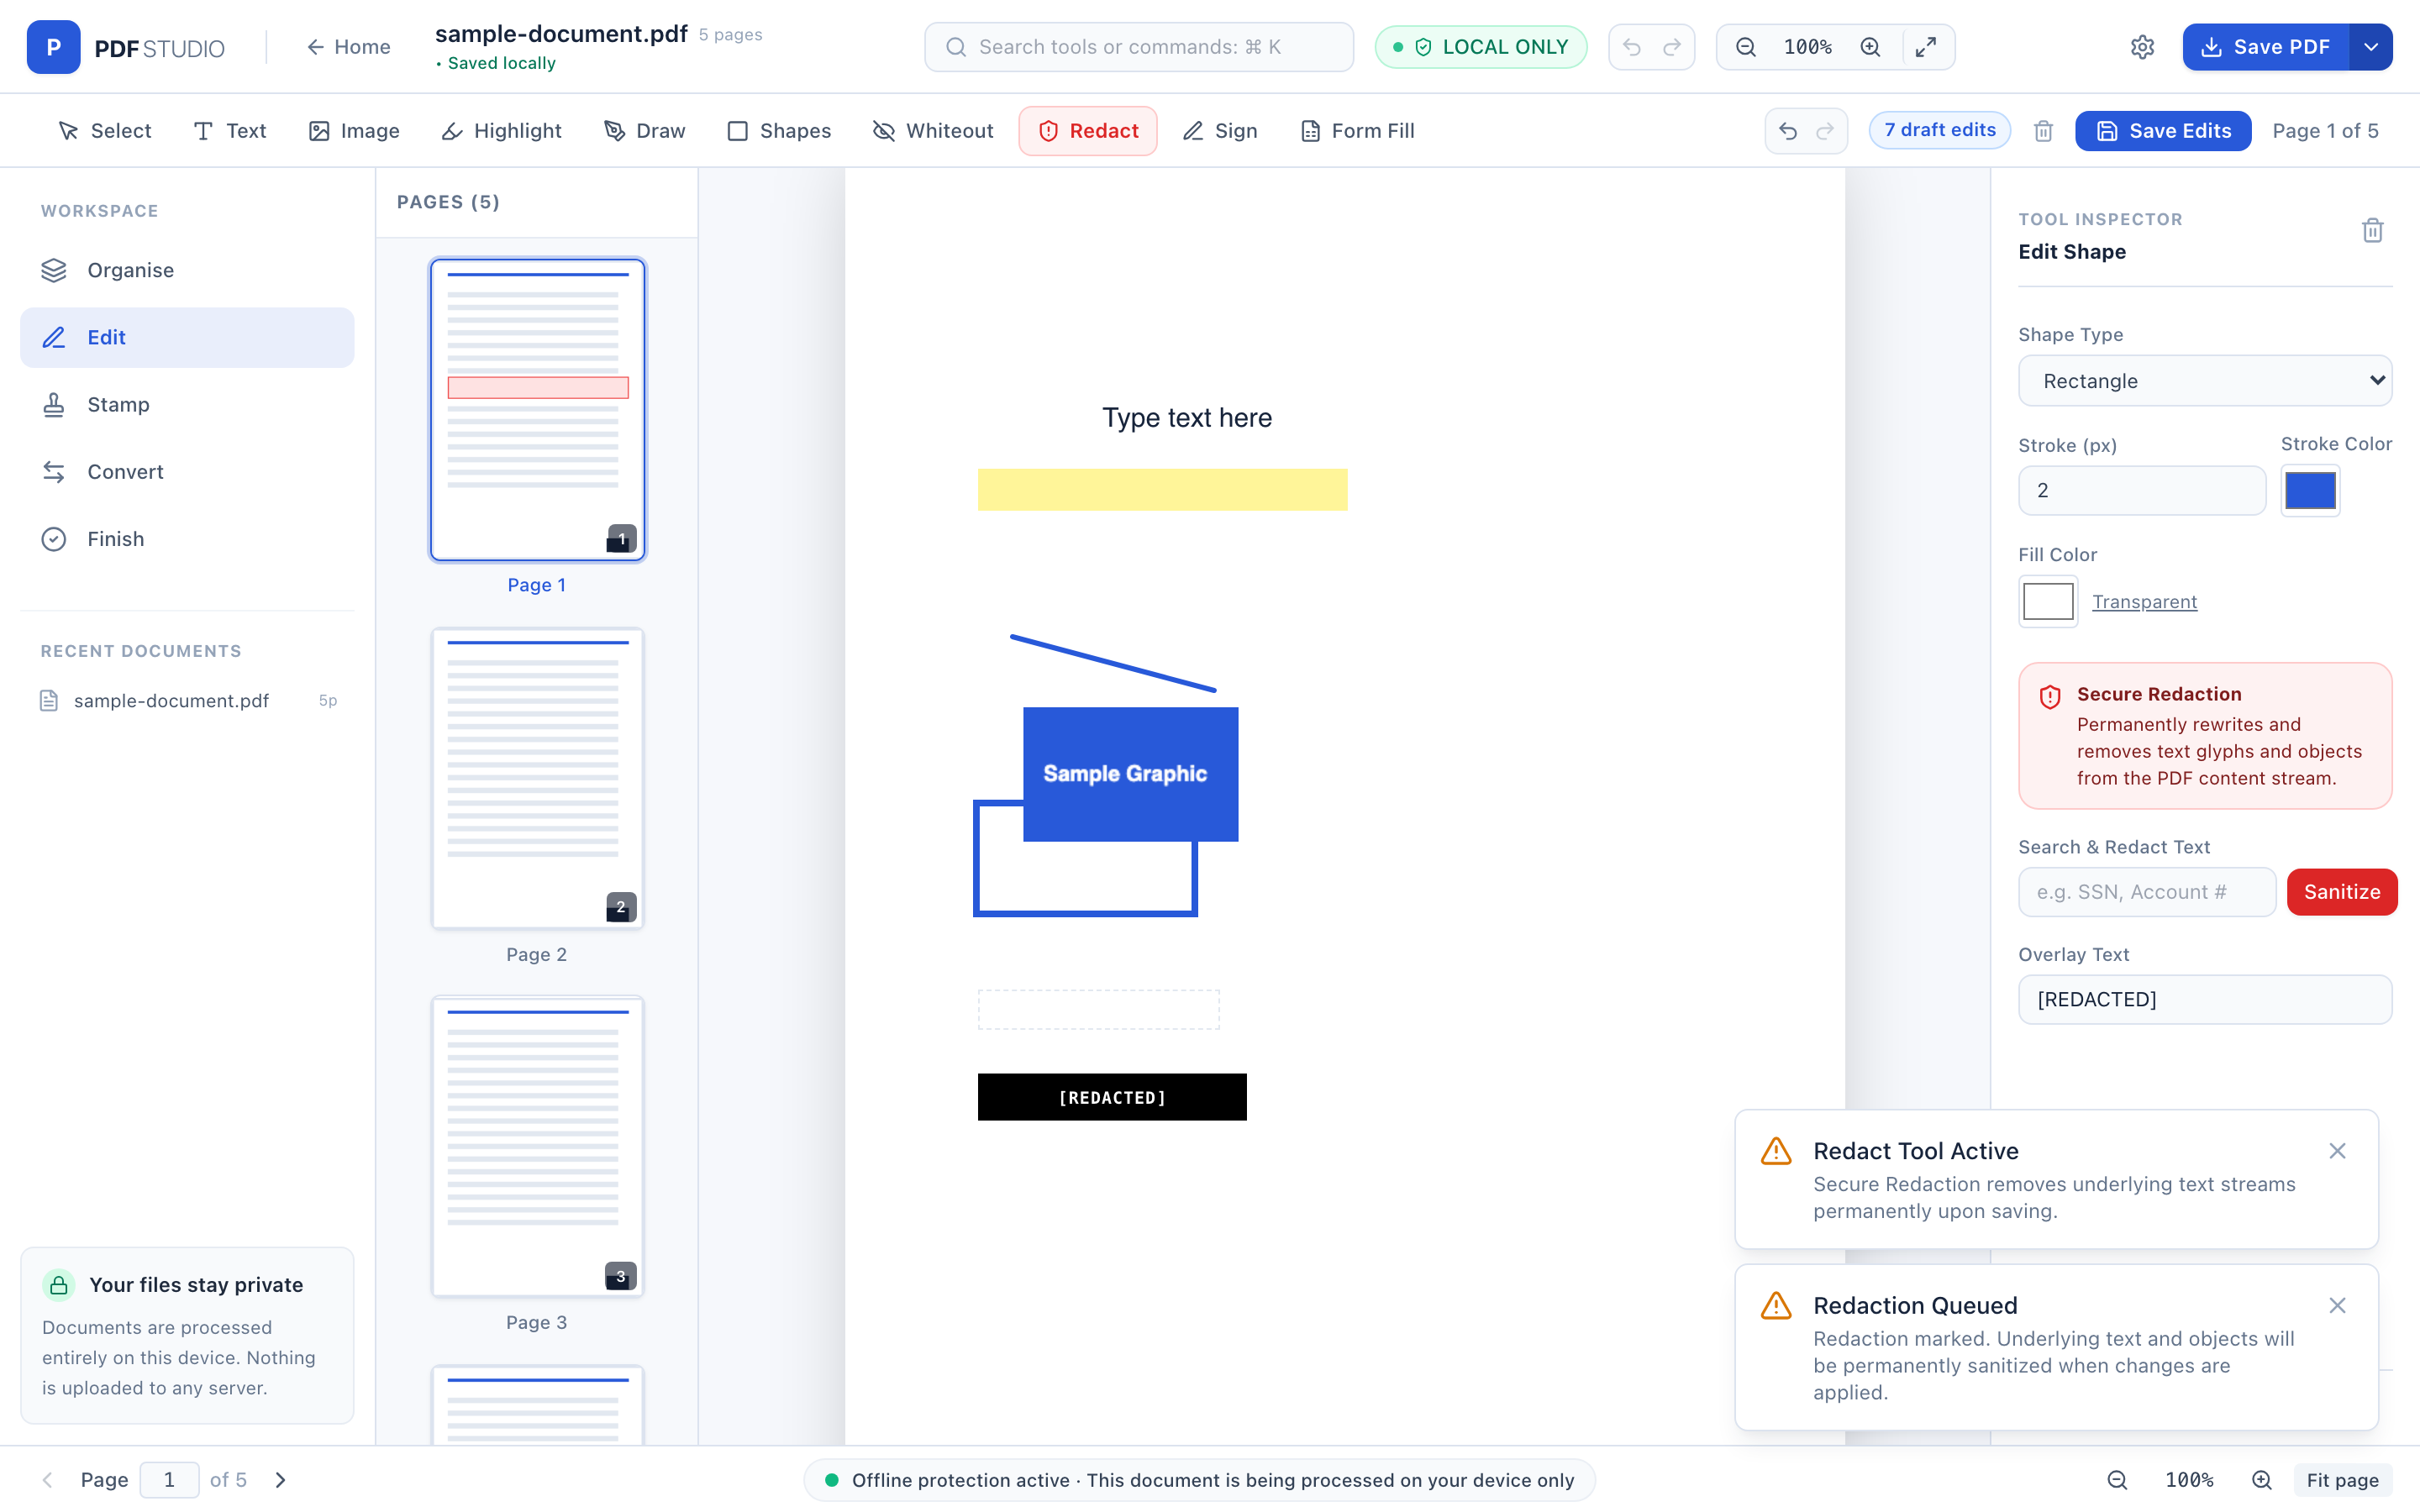 P PDF STUDIO
Home
sample-document.pdf 5 pages
• Saved locally
Search tools or commands: ⌘ K
LOCAL ONLY
100%
Save PDF
Select
Text
Image
Highlight
Draw
Shapes
Whiteout
Redact
Sign
Form Fill
7 draft edits
Save Edits
Page 1 of 5
WORKSPACE
Organise
Edit
Stamp
Convert
Finish
RECENT DOCUMENTS
sample-document.pdf 5p
Your files stay private
Documents are processed
entirely on this device. Nothing
is uploaded to any server.
PAGES (5)
1
Page 1
2
Page 2
3
Page 3
Type text here
Sample Graphic
[REDACTED]
TOOL INSPECTOR
Edit Shape
Shape Type
Rectangle
Stroke (px)
Stroke Color
2
Fill Color
Transparent
Secure Redaction
Permanently rewrites and
removes text glyphs and objects
from the PDF content stream.
Search & Redact Text
e.g. SSN, Account #
Sanitize
Overlay Text
[REDACTED]
Redact Tool Active
Secure Redaction removes underlying text streams
permanently upon saving.
Redaction Queued
Redaction marked. Underlying text and objects will
be permanently sanitized when changes are
applied.
Page 1 of 5
Offline protection active · This document is being processed on your device only
100%
Fit page